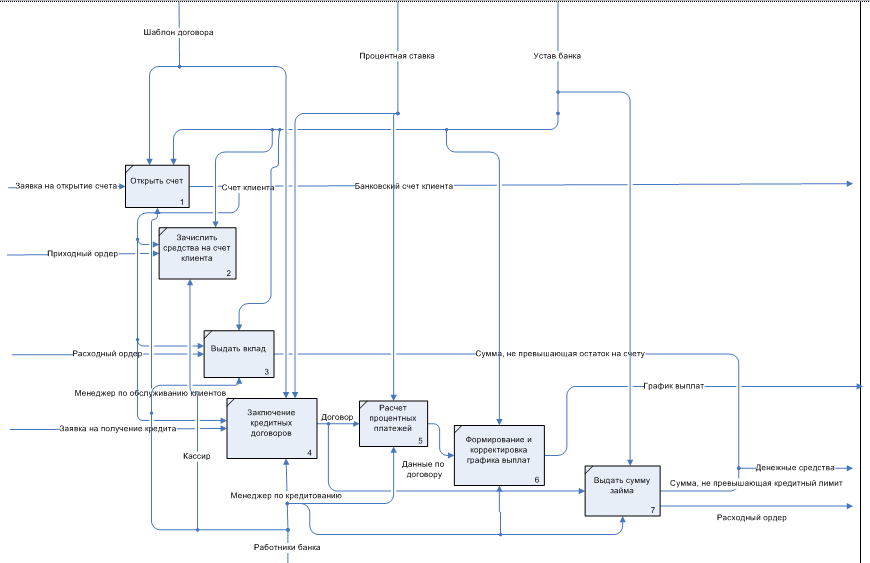 Шаблон договора
Процентная ставка
Устав банка
Открыть счет
1
Заявка на открытие счета
Счет клиента
Банковский счет клиента
Зачислить
средства на счет
клиента
2
Приходный ордер
Выдать вклад
3
Расходный ордер
Сумма, не превышающая остаток на счету
График выплат
Менеджер по обслуживанию клиентов
Заключение
кредитных
договоров
4
Заявка на получение кредита
Договор
Расчет
процентных
платежей
5
Кассир
Данные по
договору
Формирование и
корректировка
графика выплат
6
Денежные средства
Выдать сумму
займа
7
Сумма, не превышающая кредитный лимит
Менеджер по кредитованию
Расходный ордер
Работники банка